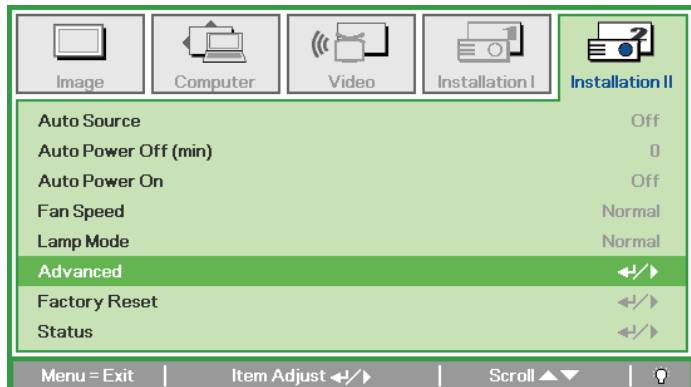 Image Computer Video Installation I Installation II
Auto Source Off
Auto Power Off (min) 0
Auto Power On Off
Fan Speed Normal
Lamp Mode Normal
Advanced ↵/▶
Factory Reset ↵/▶
Status ↵/▶
Menu = Exit Item Adjust ↵/▶ Scroll ▲▼